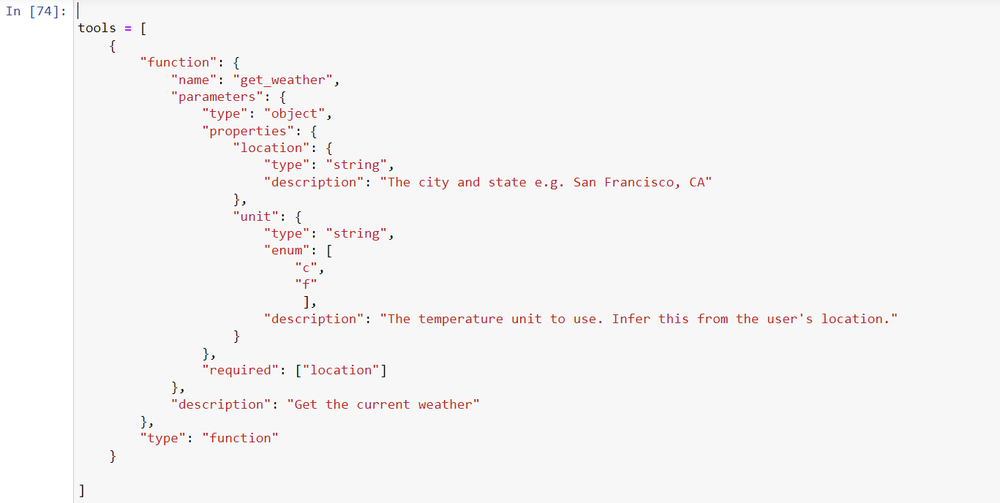 In [74]:
tools = [
    {
        "function": {
            "name": "get_weather",
            "parameters": {
                "type": "object",
                "properties": {
                    "location": {
                        "type": "string",
                        "description": "The city and state e.g. San Francisco, CA"
                    },
                    "unit": {
                        "type": "string",
                        "enum": [
                            "c",
                            "f"
                             ],
                        "description": "The temperature unit to use. Infer this from the user's location."
                    }
                },
                "required": ["location"]
            },
            "description": "Get the current weather"
        },
        "type": "function"
    }

]